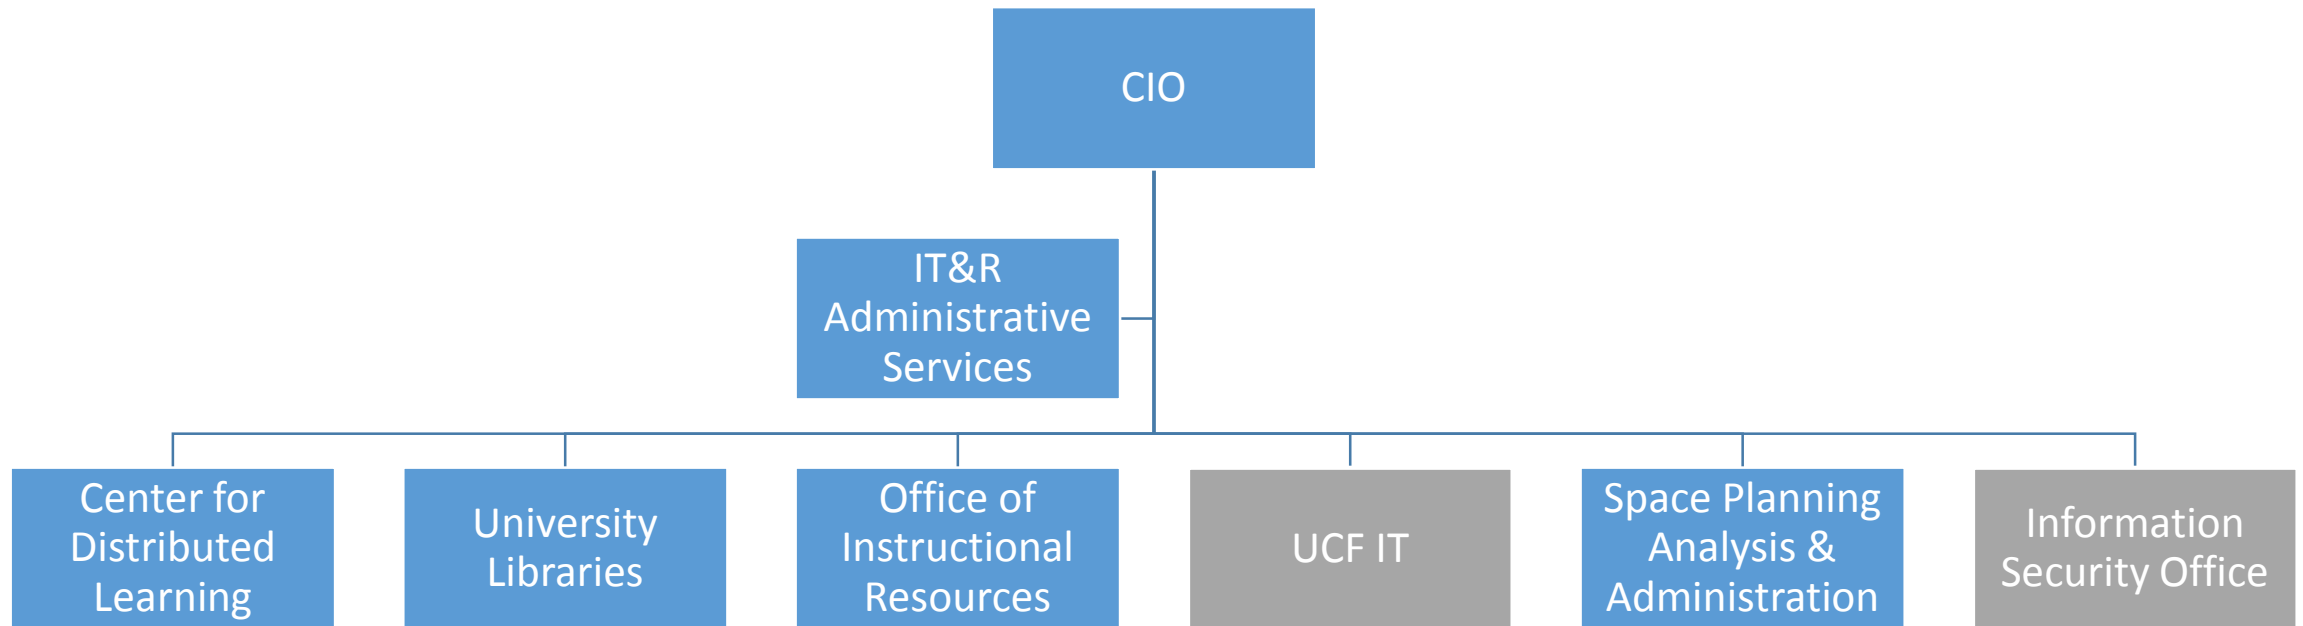 CIO
IT&R
Administrative
Services
Center for
Distributed
Learning
University
Libraries
Office of
Instructional
Resources
UCF IT
Space Planning
Analysis &
Administration
Information
Security Office